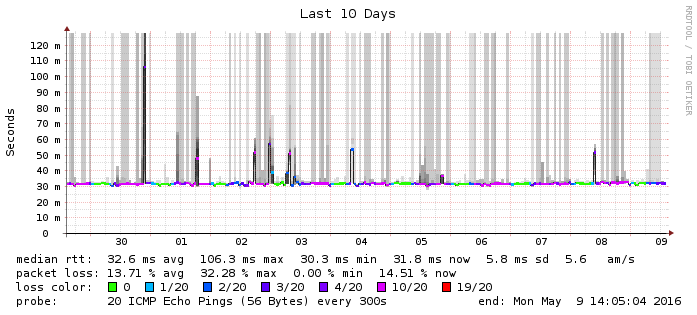 Last 10 Days
RRDTOOL / TOBI OETIKER
Seconds
120 m
110 m
100 m
90 m
80 m
70 m
60 m
50 m
40 m
30 m
20 m
10 m
0
30 01 02 03 04 05 06 07 08 09
median rtt: 32.6 ms avg 106.3 ms max 30.3 ms min 31.8 ms now 5.8 ms sd 5.6 am/s
packet loss: 13.71 % avg 32.28 % max 0.00 % min 14.51 % now
loss color: 0 1/20 2/20 3/20 4/20 10/20 19/20
probe: 20 ICMP Echo Pings (56 Bytes) every 300s end: Mon May 9 14:05:04 2016